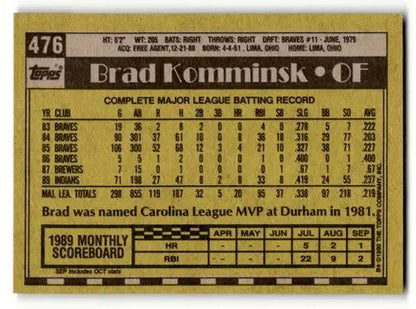 476
HT: 6'2" WT: 205 BATS: RIGHT THROWS: RIGHT DRFT: BRAVES #11-JUNE, 1979
ACQ: FREE AGENT, 12-21-88 BORN: 4-4-61, LIMA, OHIO HOME: LIMA, OHIO
Topps
Brad Komminsk • OF
COMPLETE MAJOR LEAGUE BATTING RECORD
YR CLUB G AB R H 2B 3B HR RBI SB SLG BB SO AVG
83 BRAVES 19 36 2 8 2 0 0 4 0 .278 5 7 .222
84 BRAVES 90 301 37 61 10 0 8 36 18 .316 29 77 .203
85 BRAVES 106 300 52 68 12 3 4 21 10 .327 38 71 .227
86 BRAVES 5 5 1 2 0 0 0 1 0 .400 0 1 .400
87 BREWERS 7 15 0 1 0 0 0 0 1 .067 1 7 .067
89 INDIANS 71 198 27 47 8 2 8 33 8 .419 24 55 .237
MAJ. LEA. TOTALS 298 855 119 187 32 5 20 95 37 97 218 .219
Brad was named Carolina League MVP at Durham in 1981.
1989 MONTHLY SCOREBOARD
APR MAY JUN JUL AUG SEP
HR 5 2 1
RBI 22 9 2
SEP Includes OCT stats